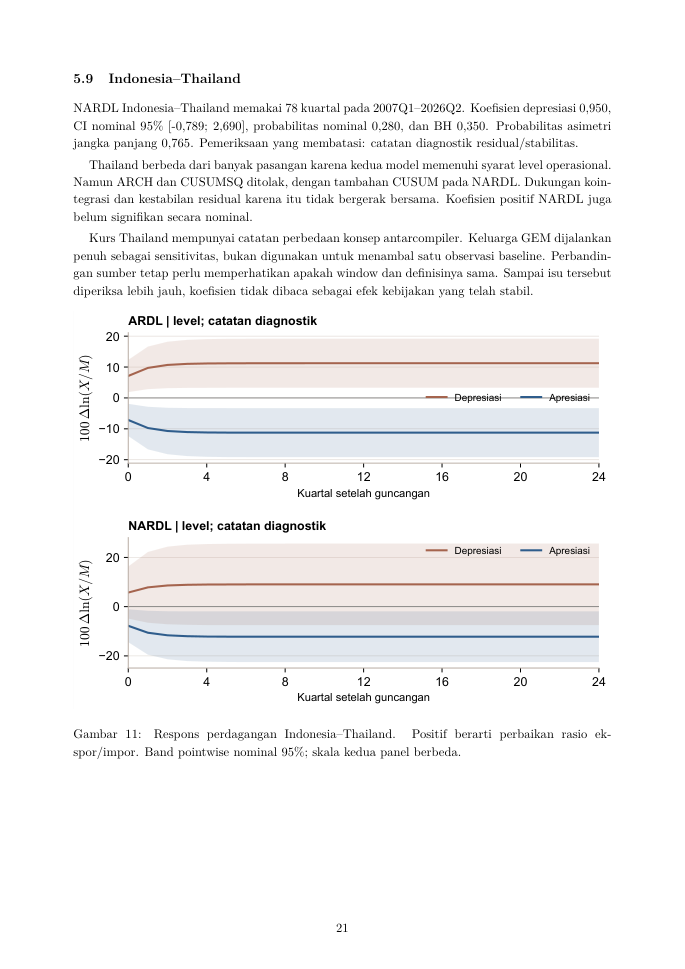 5.9 Indonesia–Thailand
NARDL Indonesia–Thailand memakai 78 kuartal pada 2007Q1–2026Q2. Koefisien depresiasi 0,950,
CI nominal 95% [-0,789; 2,690], probabilitas nominal 0,280, dan BH 0,350. Probabilitas asimetri
jangka panjang 0,765. Pemeriksaan yang membatasi: catatan diagnostik residual/stabilitas.
Thailand berbeda dari banyak pasangan karena kedua model memenuhi syarat level operasional.
Namun ARCH dan CUSUMSQ ditolak, dengan tambahan CUSUM pada NARDL. Dukungan koin-
tegrasi dan kestabilan residual karena itu tidak bergerak bersama. Koefisien positif NARDL juga
belum signifikan secara nominal.
Kurs Thailand mempunyai catatan perbedaan konsep antarcompiler. Keluarga GEM dijalankan
penuh sebagai sensitivitas, bukan digunakan untuk menambal satu observasi baseline. Perbandin-
gan sumber tetap perlu memperhatikan apakah window dan definisinya sama. Sampai isu tersebut
diperiksa lebih jauh, koefisien tidak dibaca sebagai efek kebijakan yang telah stabil.
ARDL | level; catatan diagnostik
100 Δln(X/M)
20
10
0
−10
−20
Depresiasi Apresiasi
0 4 8 12 16 20 24
Kuartal setelah guncangan
NARDL | level; catatan diagnostik
100 Δln(X/M)
20
0
−20
Depresiasi Apresiasi
0 4 8 12 16 20 24
Kuartal setelah guncangan
Gambar 11: Respons perdagangan Indonesia–Thailand. Positif berarti perbaikan rasio ek-
spor/impor. Band pointwise nominal 95%; skala kedua panel berbeda.
21